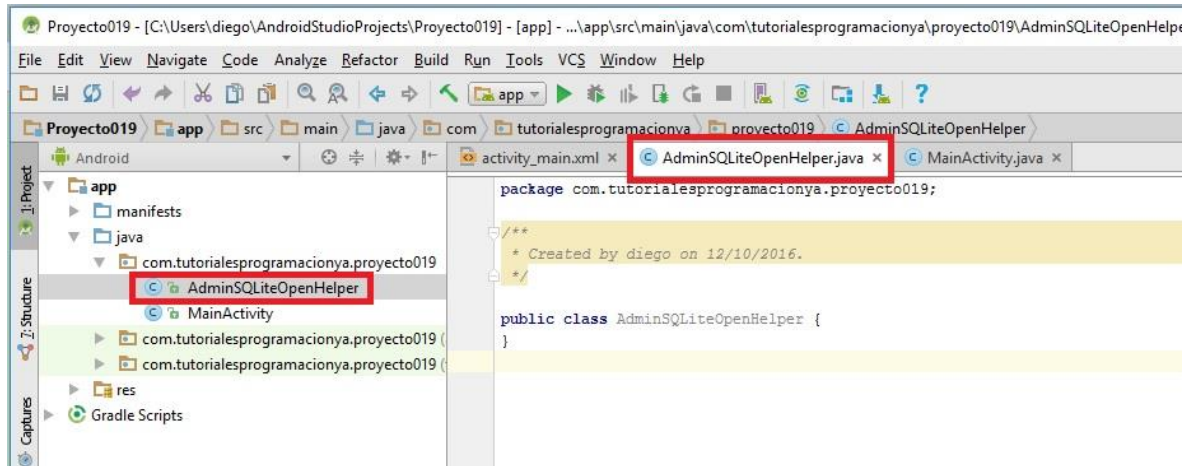 Proyecto019 - [C:\Users\diego\AndroidStudioProjects\Proyecto019] - [app] - ...\app\src\main\java\com\tutorialesprogramacionya\proyecto019\AdminSQLiteOpenHelpe
File Edit View Navigate Code Analyze Refactor Build Run Tools VCS Window Help
app
Proyecto019 app src main java com tutorialesprogramacionya proyecto019 AdminSQLiteOpenHelper
Android
activity_main.xml AdminSQLiteOpenHelper.java MainActivity.java
1: Project
7: Structure
Captures
app
manifests
java
com.tutorialesprogramacionya.proyecto019
AdminSQLiteOpenHelper
MainActivity
com.tutorialesprogramacionya.proyecto019 (
com.tutorialesprogramacionya.proyecto019 (
res
Gradle Scripts
package com.tutorialesprogramacionya.proyecto019;
/**
* Created by diego on 12/10/2016.
*/
public class AdminSQLiteOpenHelper {
}